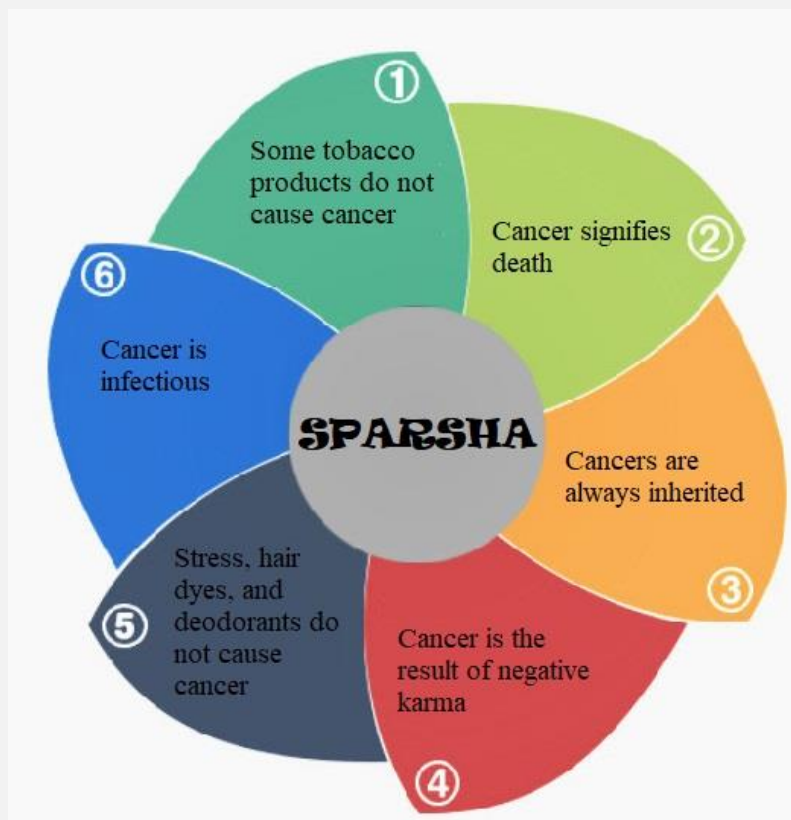 ①
Some tobacco
products do not
cause cancer
②
Cancer signifies
death
③
Cancers are
always inherited
④
Cancer is the
result of negative
karma
⑤
Stress, hair
dyes, and
deodorants do
not cause
cancer
⑥
Cancer is
infectious
SPARSHA